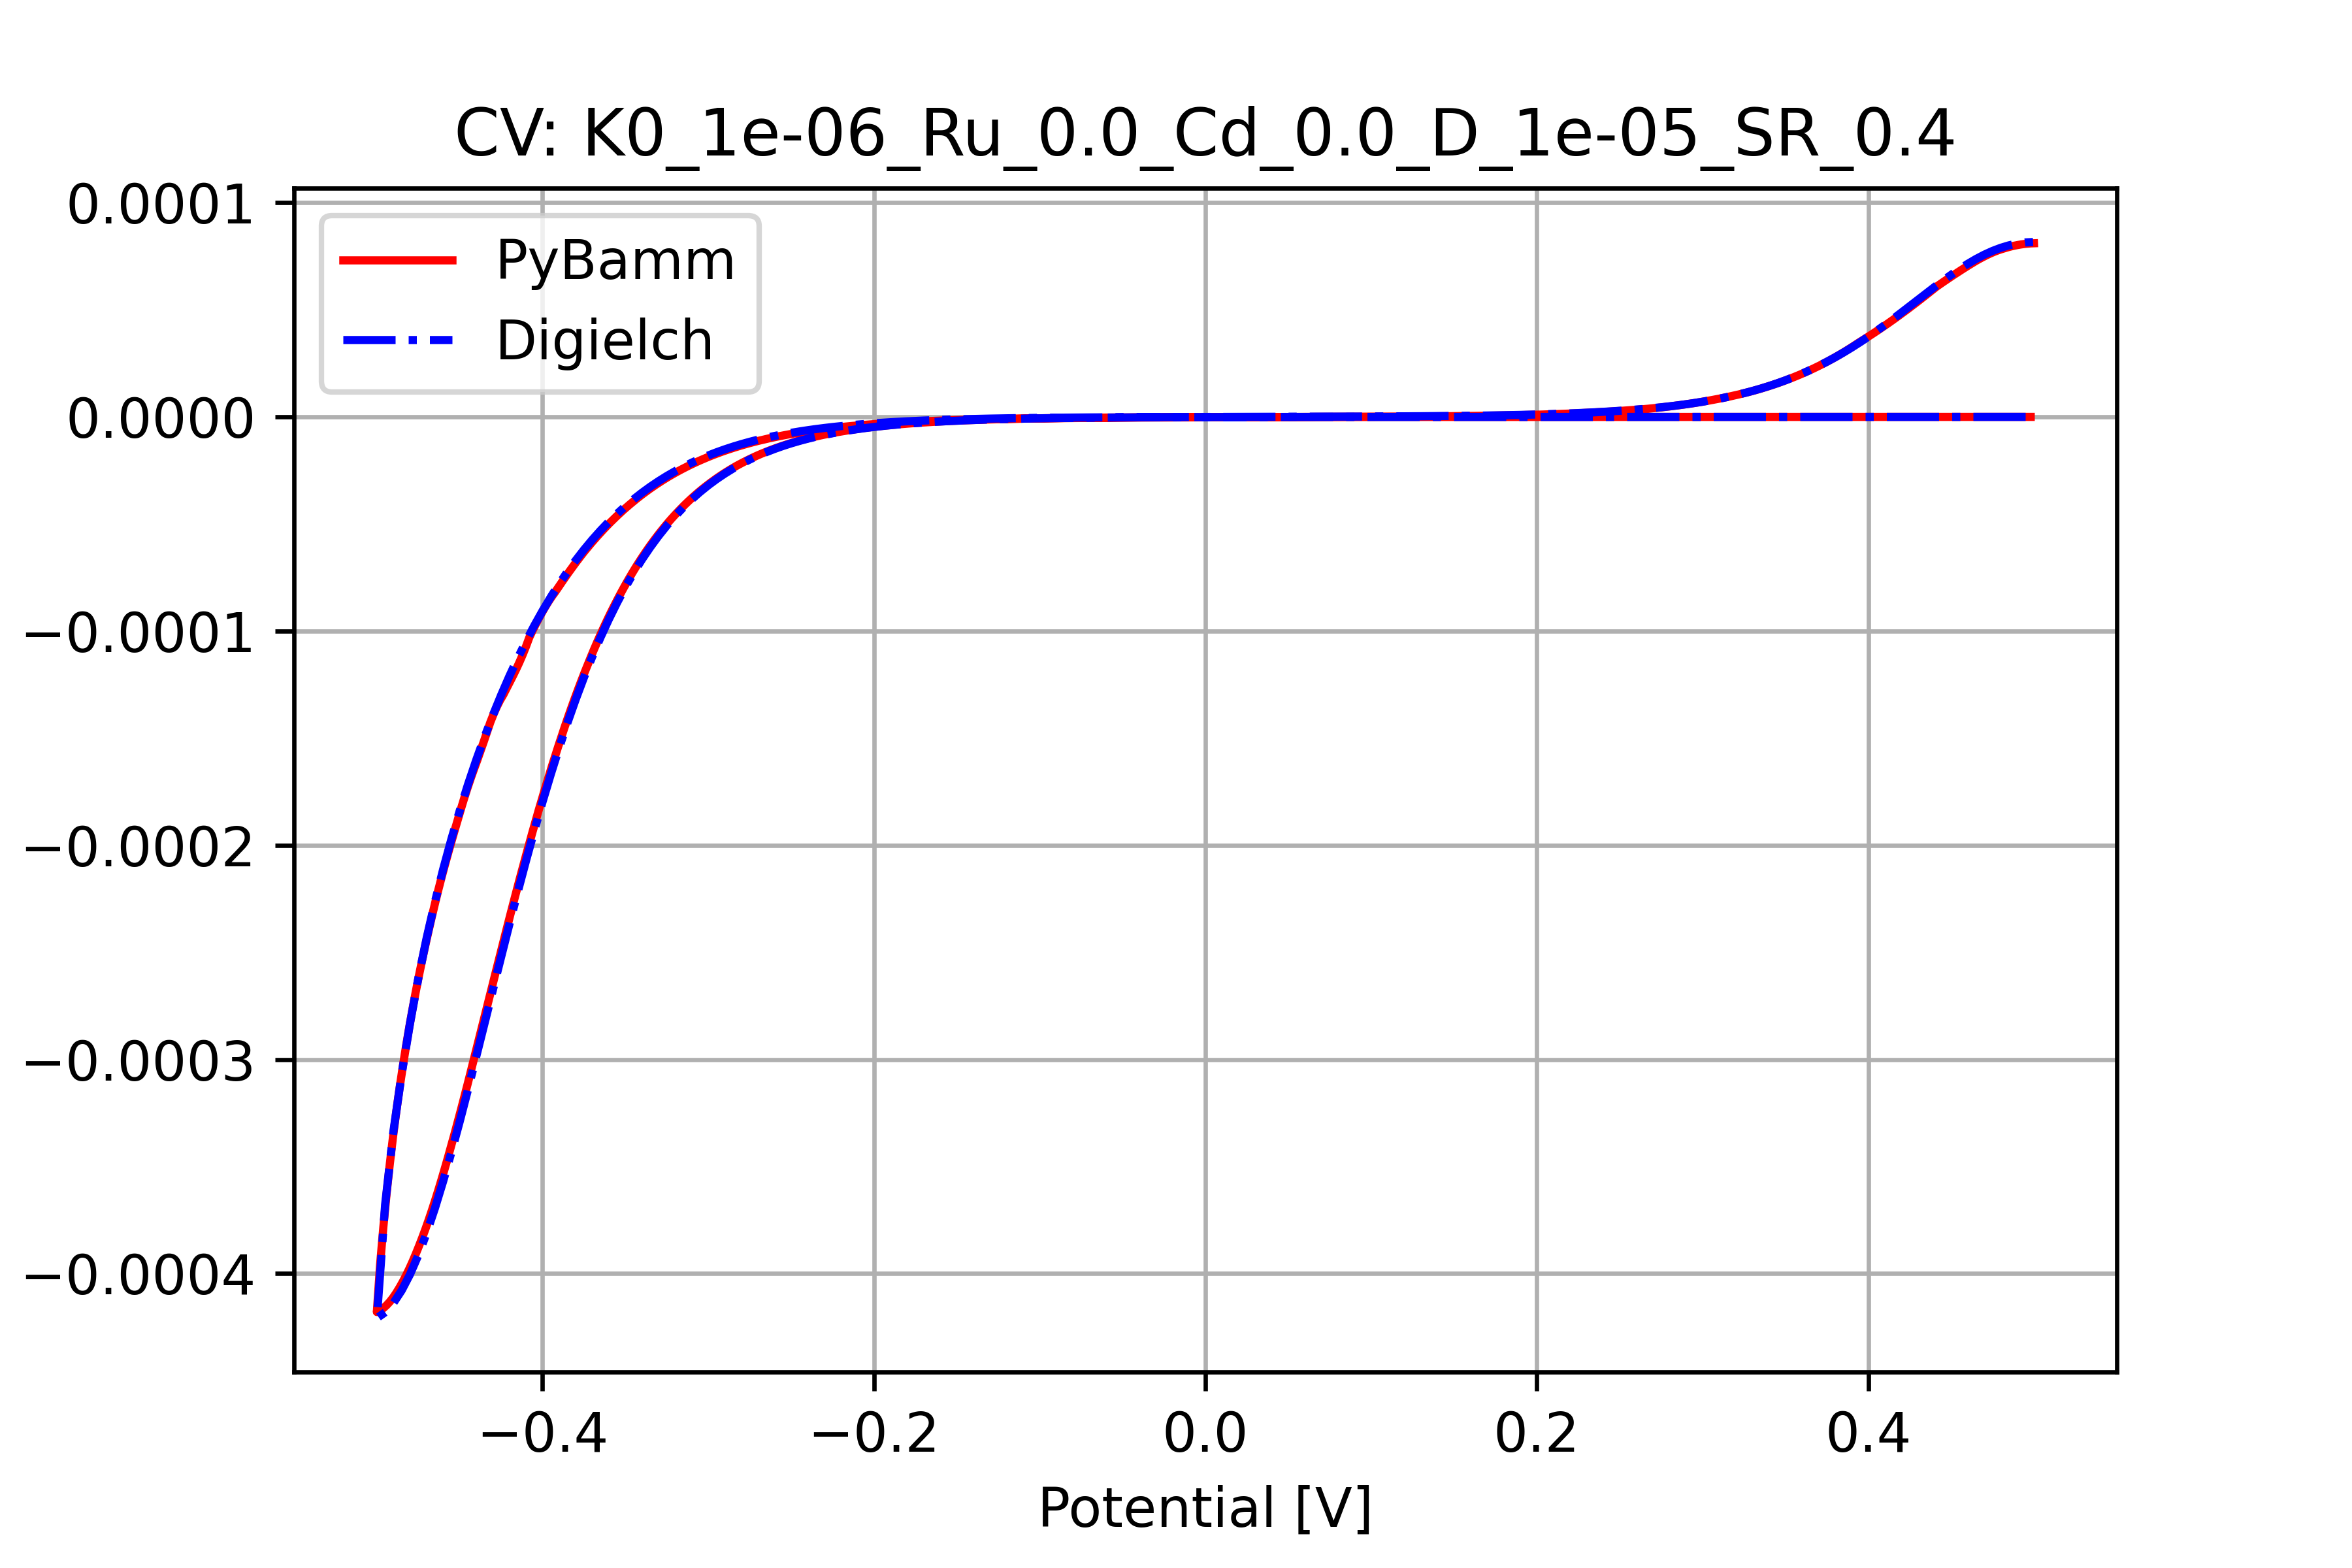 CV: K0_1e-06_Ru_0.0_Cd_0.0_D_1e-05_SR_0.4
0.0001
PyBamm
Digielch
0.0000
−0.0001
−0.0002
−0.0003
−0.0004
−0.4 −0.2 0.0 0.2 0.4
Potential [V]